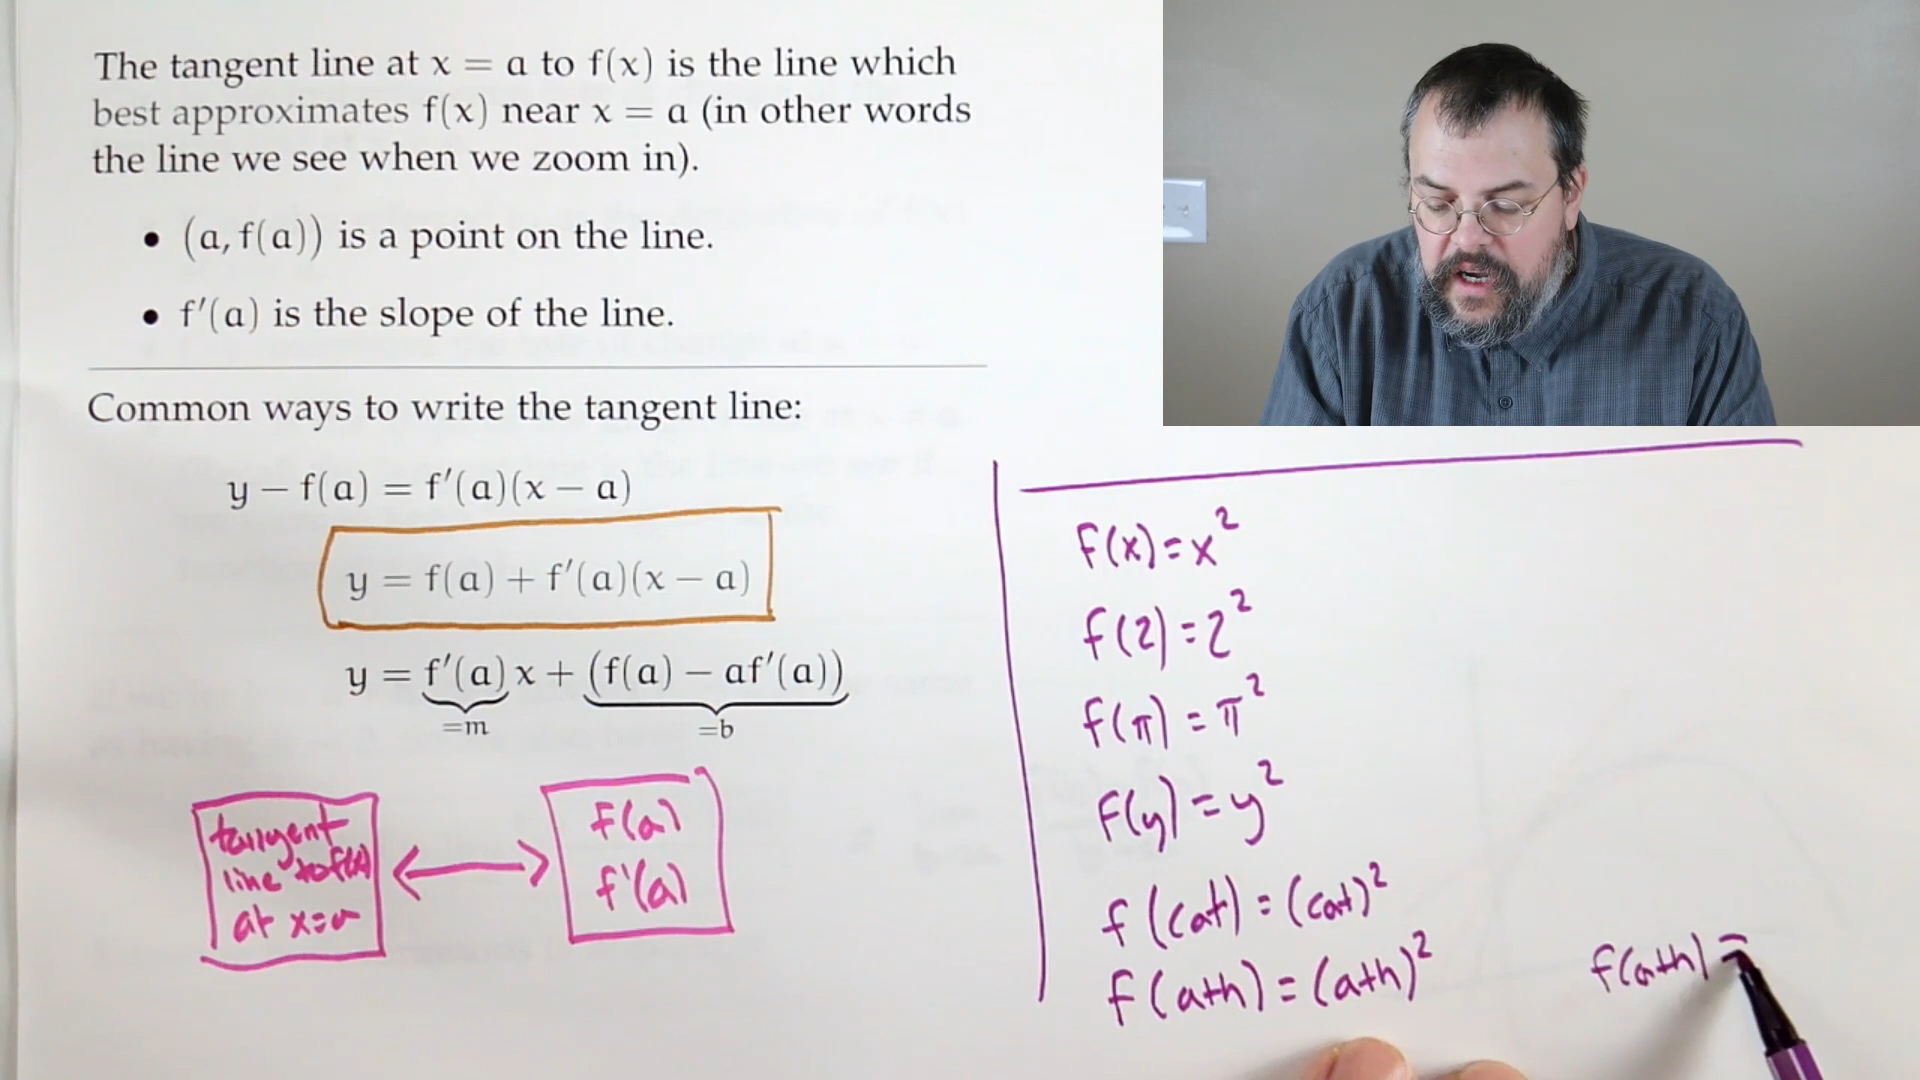 The tangent line at x = a to f(x) is the line which
best approximates f(x) near x = a (in other words
the line we see when we zoom in).
• (a, f(a)) is a point on the line.
• f′(a) is the slope of the line.
Common ways to write the tangent line:
y − f(a) = f′(a)(x − a)
y = f(a) + f′(a)(x − a)
y = f′(a) x + (f(a) − af′(a))
=m =b
tangent
line to f(x)
at x=a
f(a)
f'(a)
f(x)=x²
f(2)=2²
f(π)=π²
f(y)=y²
f(cat)=(cat)²
f(a+h)=(a+h)²
f(a+h)=